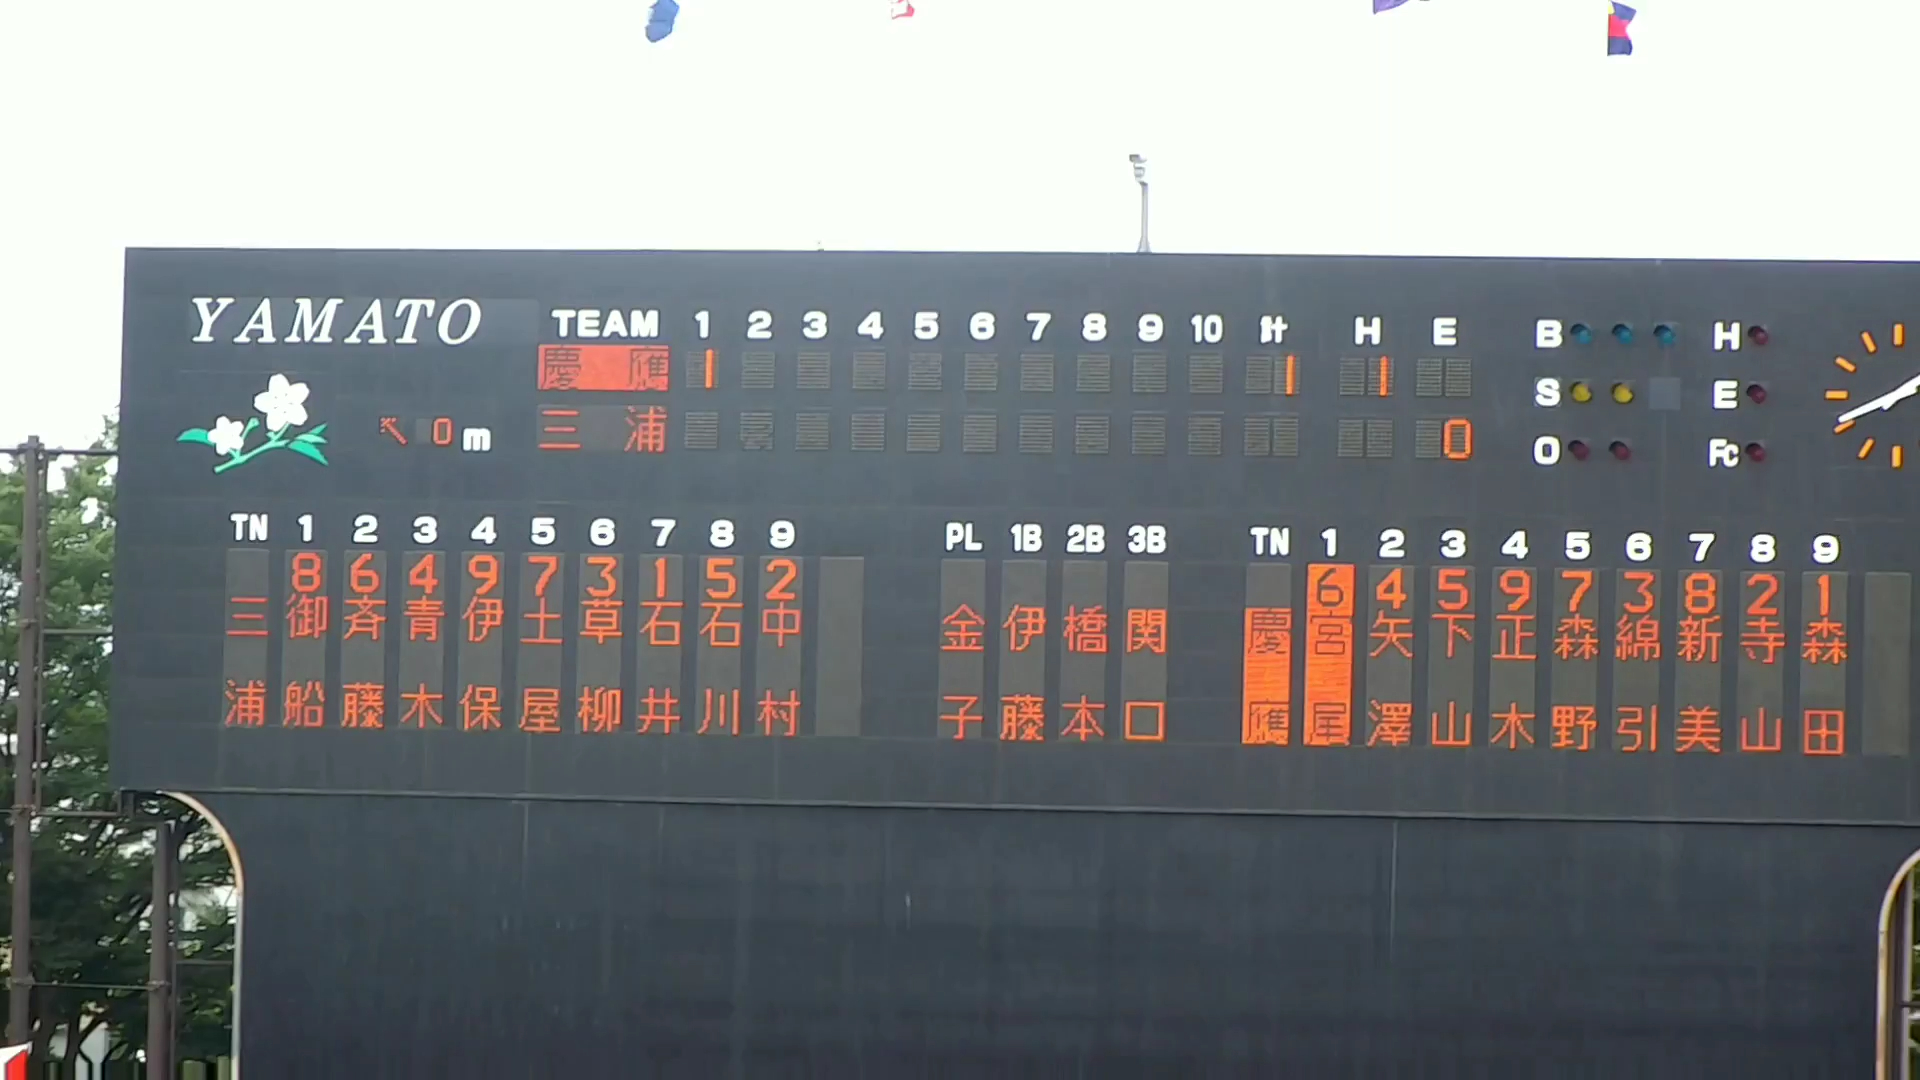 YAMATO
TEAM 1 2 3 4 5 6 7 8 9 10 計 H E
慶應 1 1 1
三浦 0
0 m
B
S
O
H
E
Fc
TN 1 2 3 4 5 6 7 8 9
8 6 4 9 7 3 1 5 2
三浦 御船 斉藤 青木 伊保 土屋 草柳 石井 石川 中村
PL 1B 2B 3B
金子 伊藤 橋本 関口
TN 1 2 3 4 5 6 7 8 9
6 4 5 9 7 3 8 2 1
慶應 宮尾 矢澤 下山 正木 森野 綿引 新美 寺山 森田